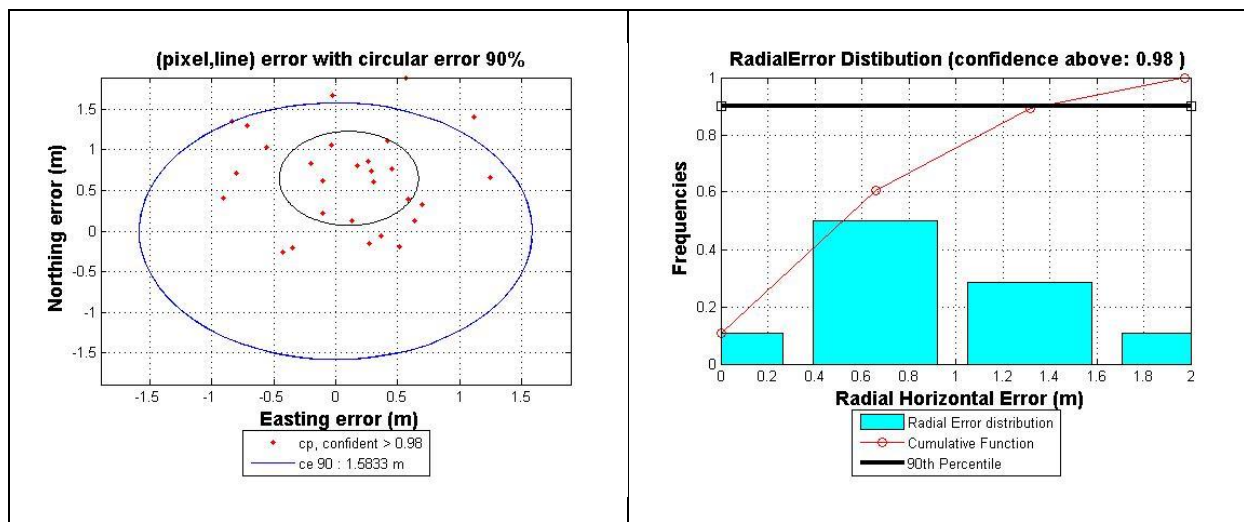 (pixel,line) error with circular error 90%
1.5
1
0.5
0
-0.5
-1
-1.5
Northing error (m)
-1.5 -1 -0.5 0 0.5 1 1.5
Easting error (m)
cp, confident > 0.98
ce 90 : 1.5833 m
RadialError Distibution (confidence above: 0.98 )
1
0.8
0.6
0.4
0.2
0
Frequencies
0 0.2 0.4 0.6 0.8 1 1.2 1.4 1.6 1.8 2
Radial Horizontal Error (m)
Radial Error distribution
Cumulative Function
90th Percentile